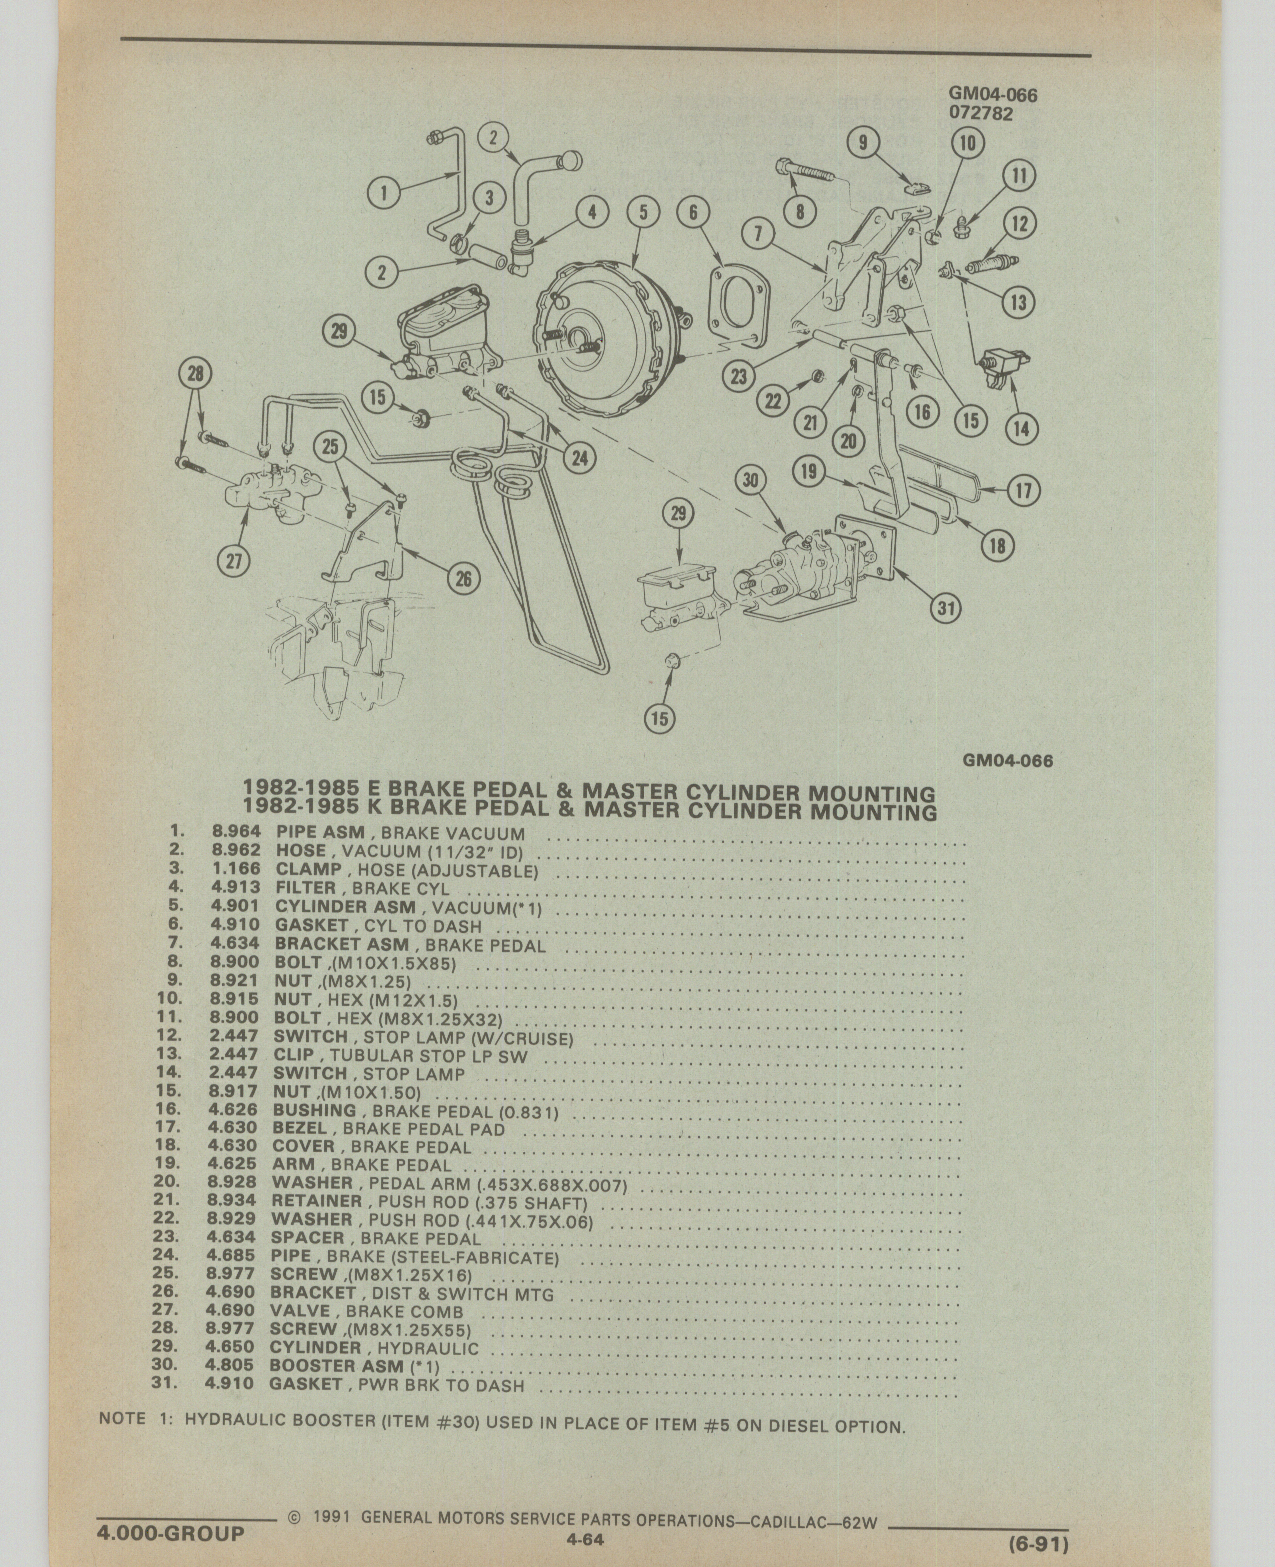 GM04-066
072782
1
2
3
2
4
5
6
7
8
9
10
11
12
13
29
28
15
25
24
23
22
21
20
16
15
14
19
17
18
30
29
27
26
31
15
GM04-066
1982-1985 E BRAKE PEDAL & MASTER CYLINDER MOUNTING
1982-1985 K BRAKE PEDAL & MASTER CYLINDER MOUNTING
1. 8.964 PIPE ASM , BRAKE VACUUM
2. 8.962 HOSE , VACUUM (11/32" ID)
3. 1.166 CLAMP , HOSE (ADJUSTABLE)
4. 4.913 FILTER , BRAKE CYL
5. 4.901 CYLINDER ASM , VACUUM(*1)
6. 4.910 GASKET , CYL TO DASH
7. 4.634 BRACKET ASM , BRAKE PEDAL
8. 8.900 BOLT ,(M10X1.5X85)
9. 8.921 NUT ,(M8X1.25)
10. 8.915 NUT , HEX (M12X1.5)
11. 8.900 BOLT , HEX (M8X1.25X32)
12. 2.447 SWITCH , STOP LAMP (W/CRUISE)
13. 2.447 CLIP , TUBULAR STOP LP SW
14. 2.447 SWITCH , STOP LAMP
15. 8.917 NUT ,(M10X1.50)
16. 4.626 BUSHING , BRAKE PEDAL (0.831)
17. 4.630 BEZEL , BRAKE PEDAL PAD
18. 4.630 COVER , BRAKE PEDAL
19. 4.625 ARM , BRAKE PEDAL
20. 8.928 WASHER , PEDAL ARM (.453X.688X.007)
21. 8.934 RETAINER , PUSH ROD (.375 SHAFT)
22. 8.929 WASHER , PUSH ROD (.441X.75X.06)
23. 4.634 SPACER , BRAKE PEDAL
24. 4.685 PIPE , BRAKE (STEEL-FABRICATE)
25. 8.977 SCREW ,(M8X1.25X16)
26. 4.690 BRACKET , DIST & SWITCH MTG
27. 4.690 VALVE , BRAKE COMB
28. 8.977 SCREW ,(M8X1.25X55)
29. 4.650 CYLINDER , HYDRAULIC
30. 4.805 BOOSTER ASM (*1)
31. 4.910 GASKET , PWR BRK TO DASH
NOTE 1: HYDRAULIC BOOSTER (ITEM #30) USED IN PLACE OF ITEM #5 ON DIESEL OPTION.
© 1991 GENERAL MOTORS SERVICE PARTS OPERATIONS—CADILLAC—62W
4.000-GROUP 4-64 (6-91)